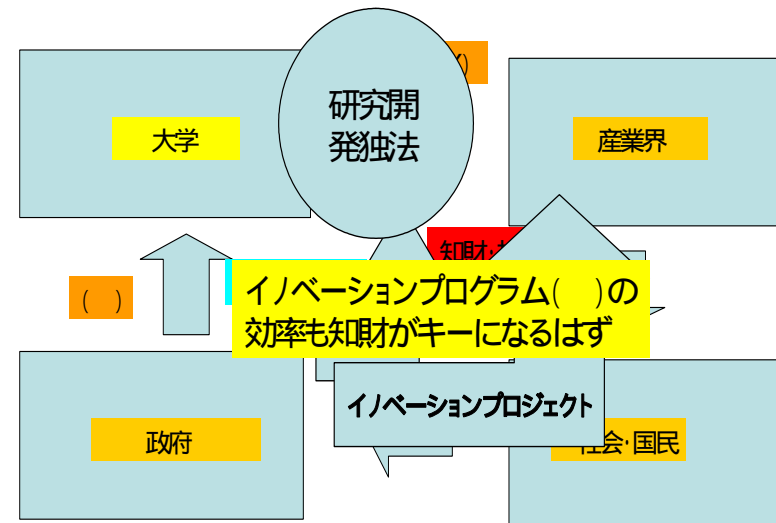 研究開
発独法
大学
産業界
知財・
(　)
イノベーションプログラム(　)の
効率も知財がキーになるはず
イノベーションプロジェクト
政府
会・国民